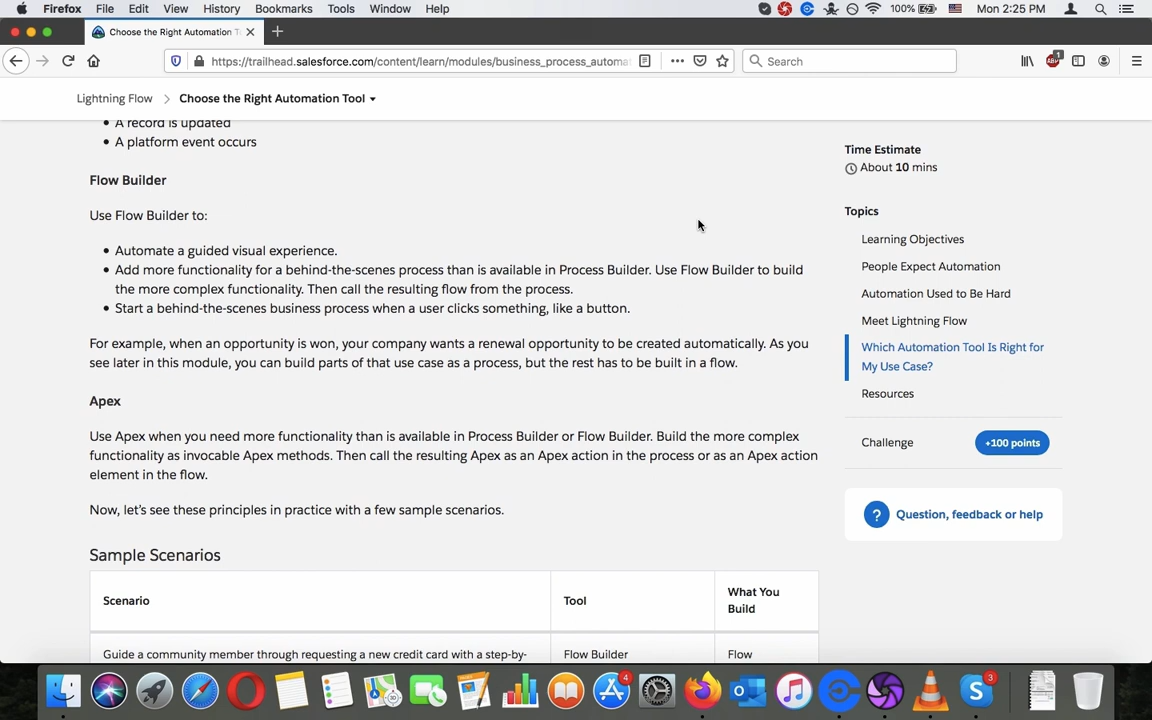 Firefox File Edit View History Bookmarks Tools Window Help 100% Mon 2:25 PM
Choose the Right Automation T
https://trailhead.salesforce.com/content/learn/modules/business_process_automa
Search
ABP 1
Lightning Flow > Choose the Right Automation Tool
• A record is updated
• A platform event occurs
Flow Builder
Use Flow Builder to:
• Automate a guided visual experience.
• Add more functionality for a behind-the-scenes process than is available in Process Builder. Use Flow Builder to build
the more complex functionality. Then call the resulting flow from the process.
• Start a behind-the-scenes business process when a user clicks something, like a button.
For example, when an opportunity is won, your company wants a renewal opportunity to be created automatically. As you
see later in this module, you can build parts of that use case as a process, but the rest has to be built in a flow.
Apex
Use Apex when you need more functionality than is available in Process Builder or Flow Builder. Build the more complex
functionality as invocable Apex methods. Then call the resulting Apex as an Apex action in the process or as an Apex action
element in the flow.
Now, let's see these principles in practice with a few sample scenarios.
Sample Scenarios
Scenario Tool What You
Build
Guide a community member through requesting a new credit card with a step-by- Flow Builder Flow
Time Estimate
About 10 mins
Topics
Learning Objectives
People Expect Automation
Automation Used to Be Hard
Meet Lightning Flow
Which Automation Tool Is Right for
My Use Case?
Resources
Challenge +100 points
? Question, feedback or help
4
3